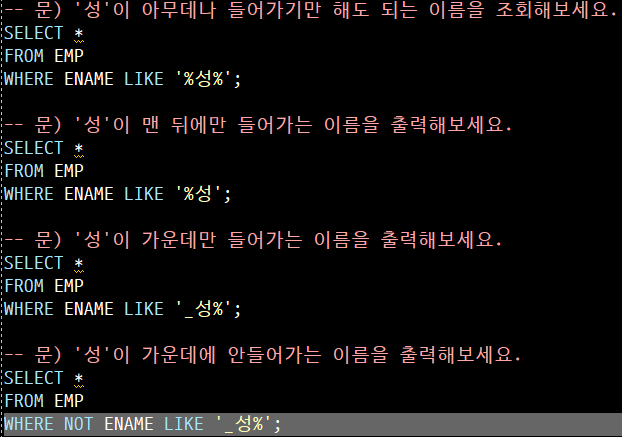 -- 문) '성'이 아무데나 들어가기만 해도 되는 이름을 조회해보세요.
SELECT *
FROM EMP
WHERE ENAME LIKE '%성%';
-- 문) '성'이 맨 뒤에만 들어가는 이름을 출력해보세요.
SELECT *
FROM EMP
WHERE ENAME LIKE '%성';
-- 문) '성'이 가운데만 들어가는 이름을 출력해보세요.
SELECT *
FROM EMP
WHERE ENAME LIKE '_성%';
-- 문) '성'이 가운데에 안들어가는 이름을 출력해보세요.
SELECT *
FROM EMP
WHERE NOT ENAME LIKE '_성%';